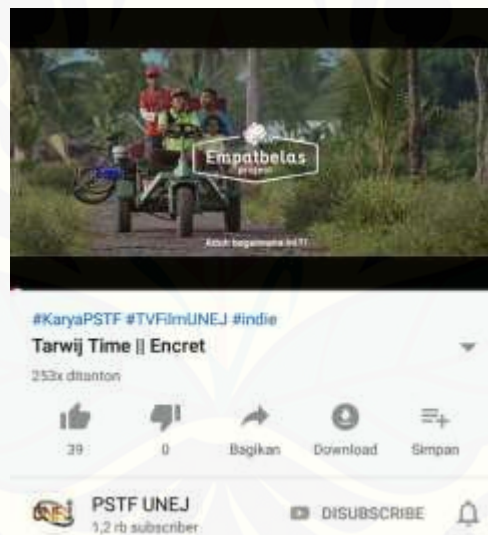 Empatbelas
project
Aduh bagaimana ini?!
#KaryaPSTF #TVFilmUNEJ #indie
Tarwij Time || Encret
253x ditonton
39
0
Bagikan
Download
Simpan
PSTF UNEJ
1,2 rb subscriber
DISUBSCRIBE